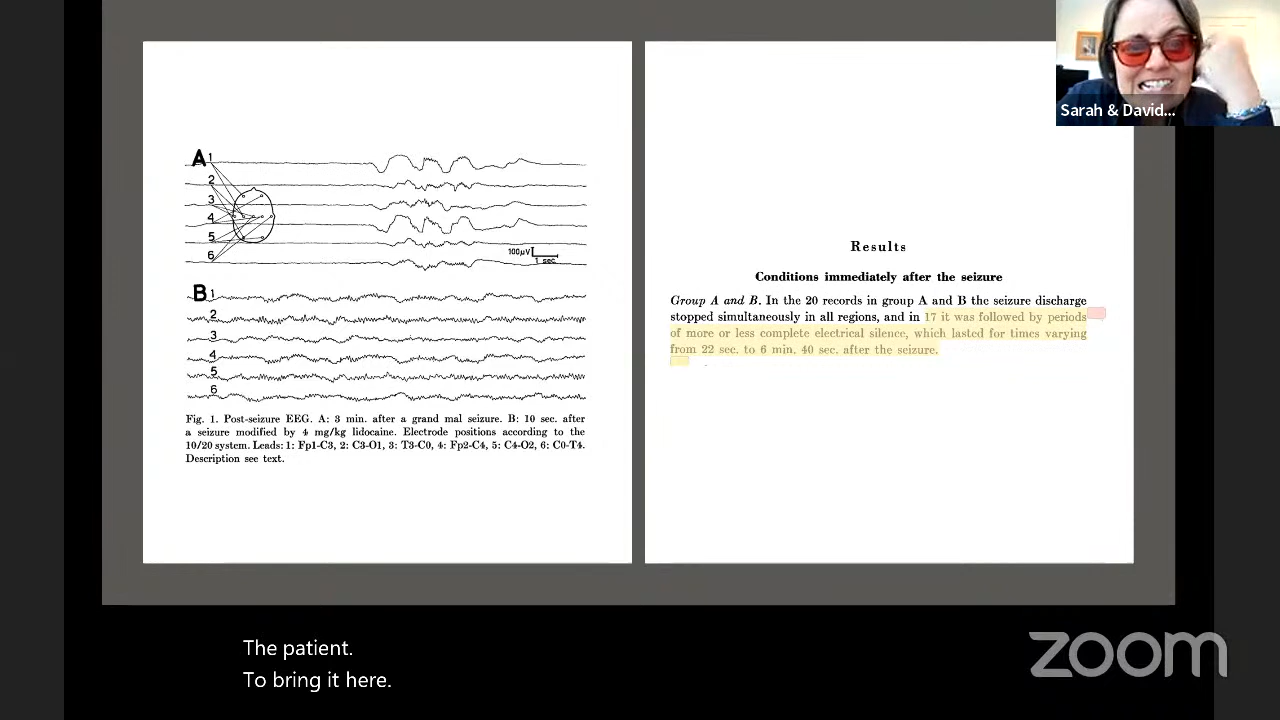 Sarah & David...
A 1
2
3
4
5
6
100μV
1 sec.
B 1
2
3
4
5
6
Fig. 1. Post-seizure EEG. A: 3 min. after a grand mal seizure. B: 10 sec. after
a seizure modified by 4 mg/kg lidocaine. Electrode positions according to the
10/20 system. Leads: 1: Fp1-C3, 2: C3-O1, 3: T3-C0, 4: Fp2-C4, 5: C4-O2, 6: C0-T4.
Description see text.
Results
Conditions immediately after the seizure
Group A and B. In the 20 records in group A and B the seizure discharge
stopped simultaneously in all regions, and in 17 it was followed by periods
of more or less complete electrical silence, which lasted for times varying
from 22 sec. to 6 min. 40 sec. after the seizure.
The patient.
To bring it here.
zoom